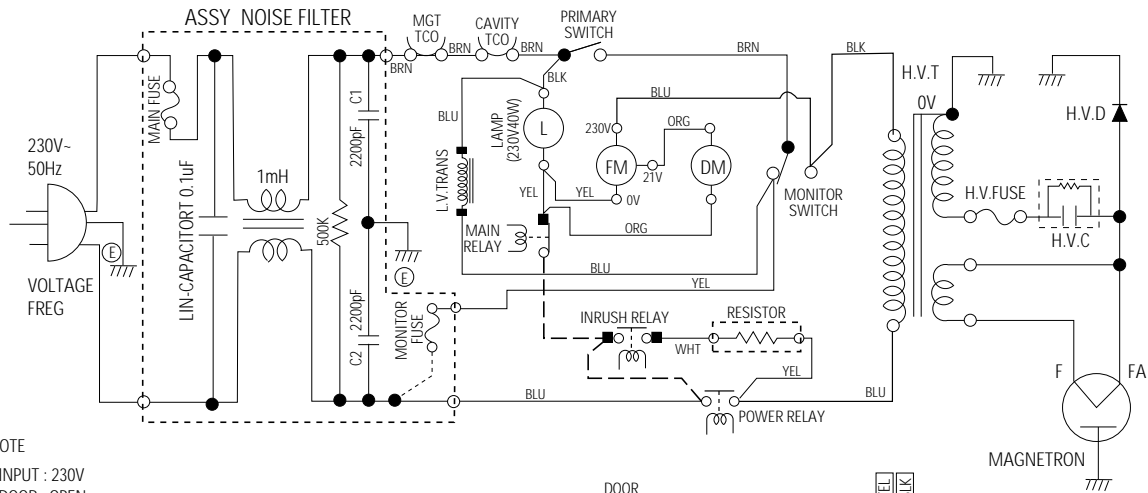 ASSY NOISE FILTER
MGT
TCO
CAVITY
TCO
PRIMARY
SWITCH
BRN
BRN
BRN
BRN
BLK
H.V.T
0V
H.V.D
MAIN FUSE
C1
2200pF
BLK
BLU
LAMP
(230V40W)
L
BLU
230V
ORG
FM
21V
DM
0V
230V~
50Hz
1mH
500K
LIN-CAPACITORT 0.1uF
L.V.TRANS
YEL
YEL
MONITOR
SWITCH
H.V.FUSE
H.V.C
E
E
MAIN
RELAY
ORG
BLU
YEL
VOLTAGE
FREG
C2
2200pF
MONITOR
FUSE
INRUSH RELAY
RESISTOR
WHT
YEL
BLU
BLU
POWER RELAY
F
FA
MAGNETRON
OTE
INPUT : 230V
DOOR